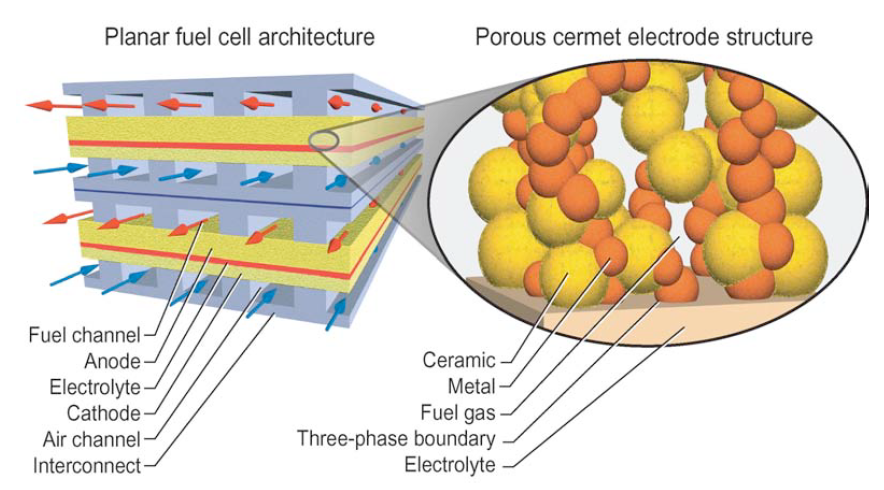 Planar fuel cell architecture
Porous cermet electrode structure
Fuel channel
Anode
Electrolyte
Cathode
Air channel
Interconnect
Ceramic
Metal
Fuel gas
Three-phase boundary
Electrolyte